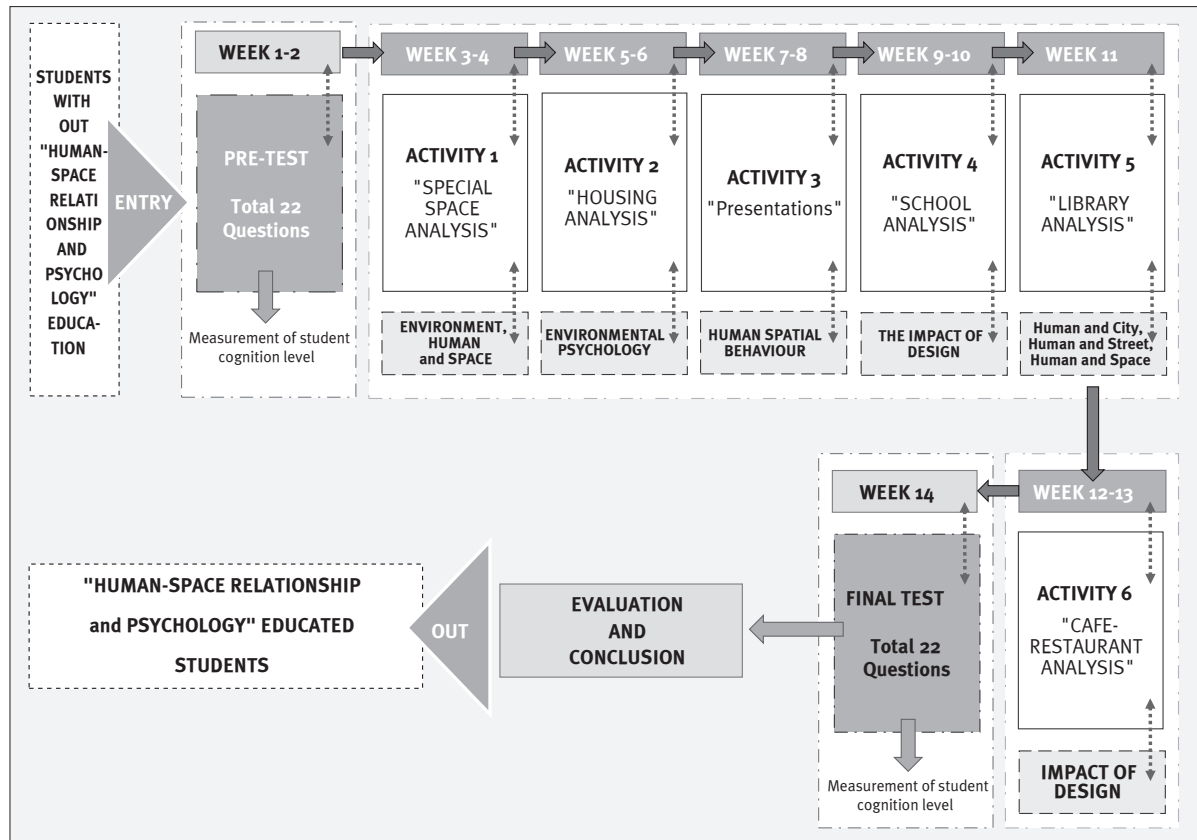 STUDENTS
WITH
OUT
"HUMAN-
SPACE
RELATI
ONSHIP
AND
PSYCHO
LOGY"
EDUCA-
TION
ENTRY
WEEK 1-2
PRE-TEST
Total 22
Questions
Measurement of student
cognition level
WEEK 3-4
ACTIVITY 1
"SPECIAL
SPACE
ANALYSIS"
ENVIRONMENT,
HUMAN
and SPACE
WEEK 5-6
ACTIVITY 2
"HOUSING
ANALYSIS"
ENVIRONMENTAL
PSYCHOLOGY
WEEK 7-8
ACTIVITY 3
"Presentations"
HUMAN SPATIAL
BEHAVIOUR
WEEK 9-10
ACTIVITY 4
"SCHOOL
ANALYSIS"
THE IMPACT OF
DESIGN
WEEK 11
ACTIVITY 5
"LIBRARY
ANALYSIS"
Human and City,
Human and Street,
Human and Space
WEEK 12-13
ACTIVITY 6
"CAFE-
RESTAURANT
ANALYSIS"
IMPACT OF
DESIGN
WEEK 14
FINAL TEST
Total 22
Questions
Measurement of student
cognition level
EVALUATION
AND
CONCLUSION
OUT
"HUMAN-SPACE RELATIONSHIP
and PSYCHOLOGY" EDUCATED
STUDENTS